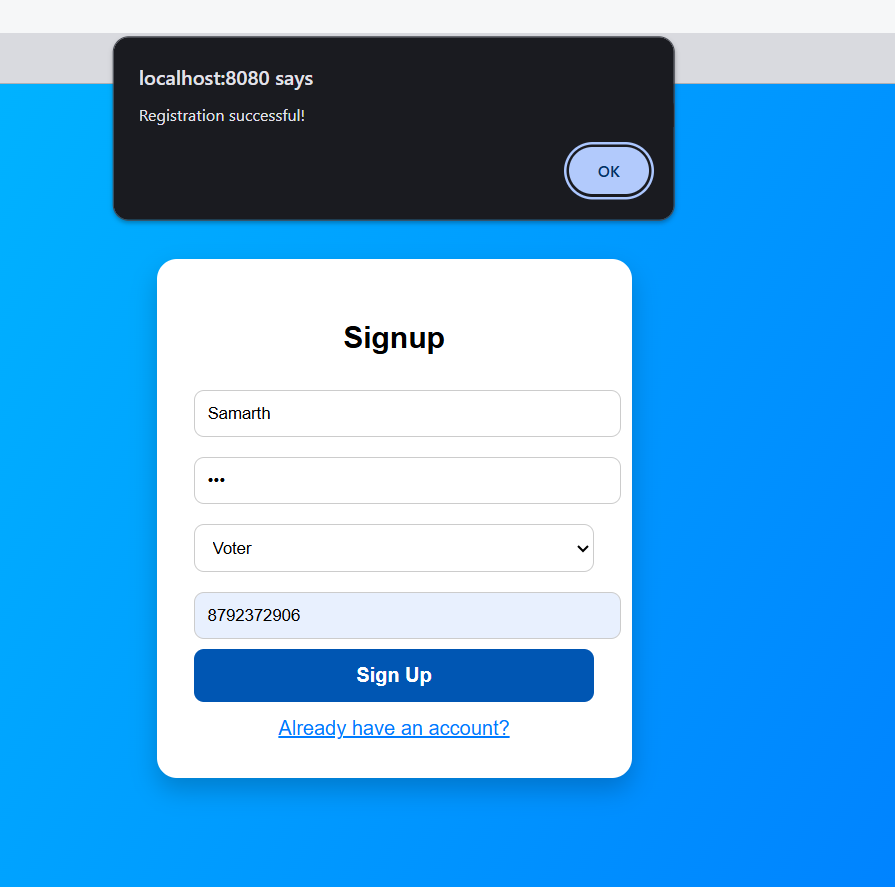 localhost:8080 says
Registration successful!
OK
Signup
Samarth
•••
Voter
8792372906
Sign Up
Already have an account?